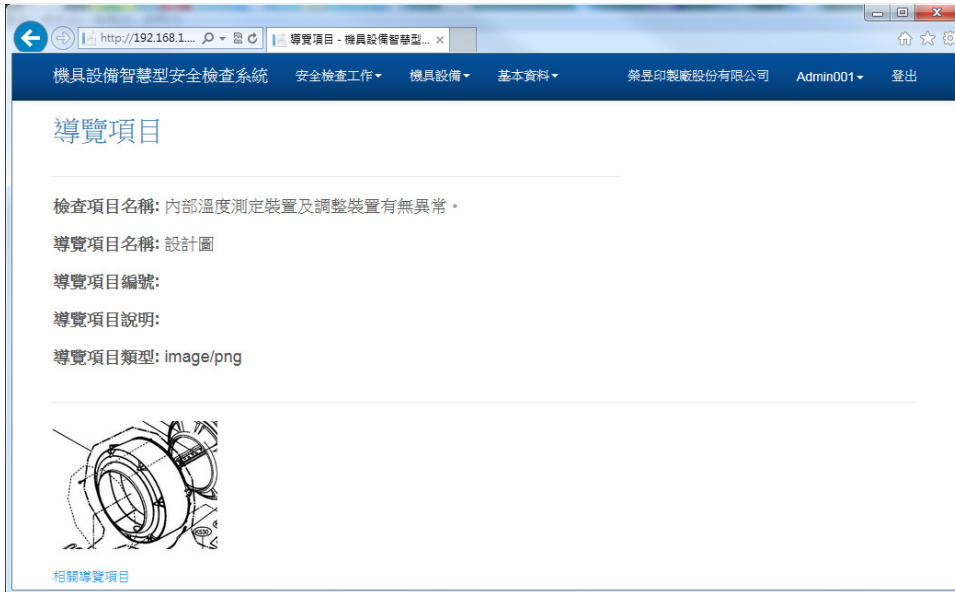 http://192.168.1.... 導覽項目 - 機具設備智慧型...
機具設備智慧型安全檢查系統 安全檢查工作 機具設備 基本資料 榮昱印製廠股份有限公司 Admin001 登出
導覽項目
檢查項目名稱: 內部溫度測定裝置及調整裝置有無異常。
導覽項目名稱: 設計圖
導覽項目編號:
導覽項目說明:
導覽項目類型: image/png
相關導覽項目